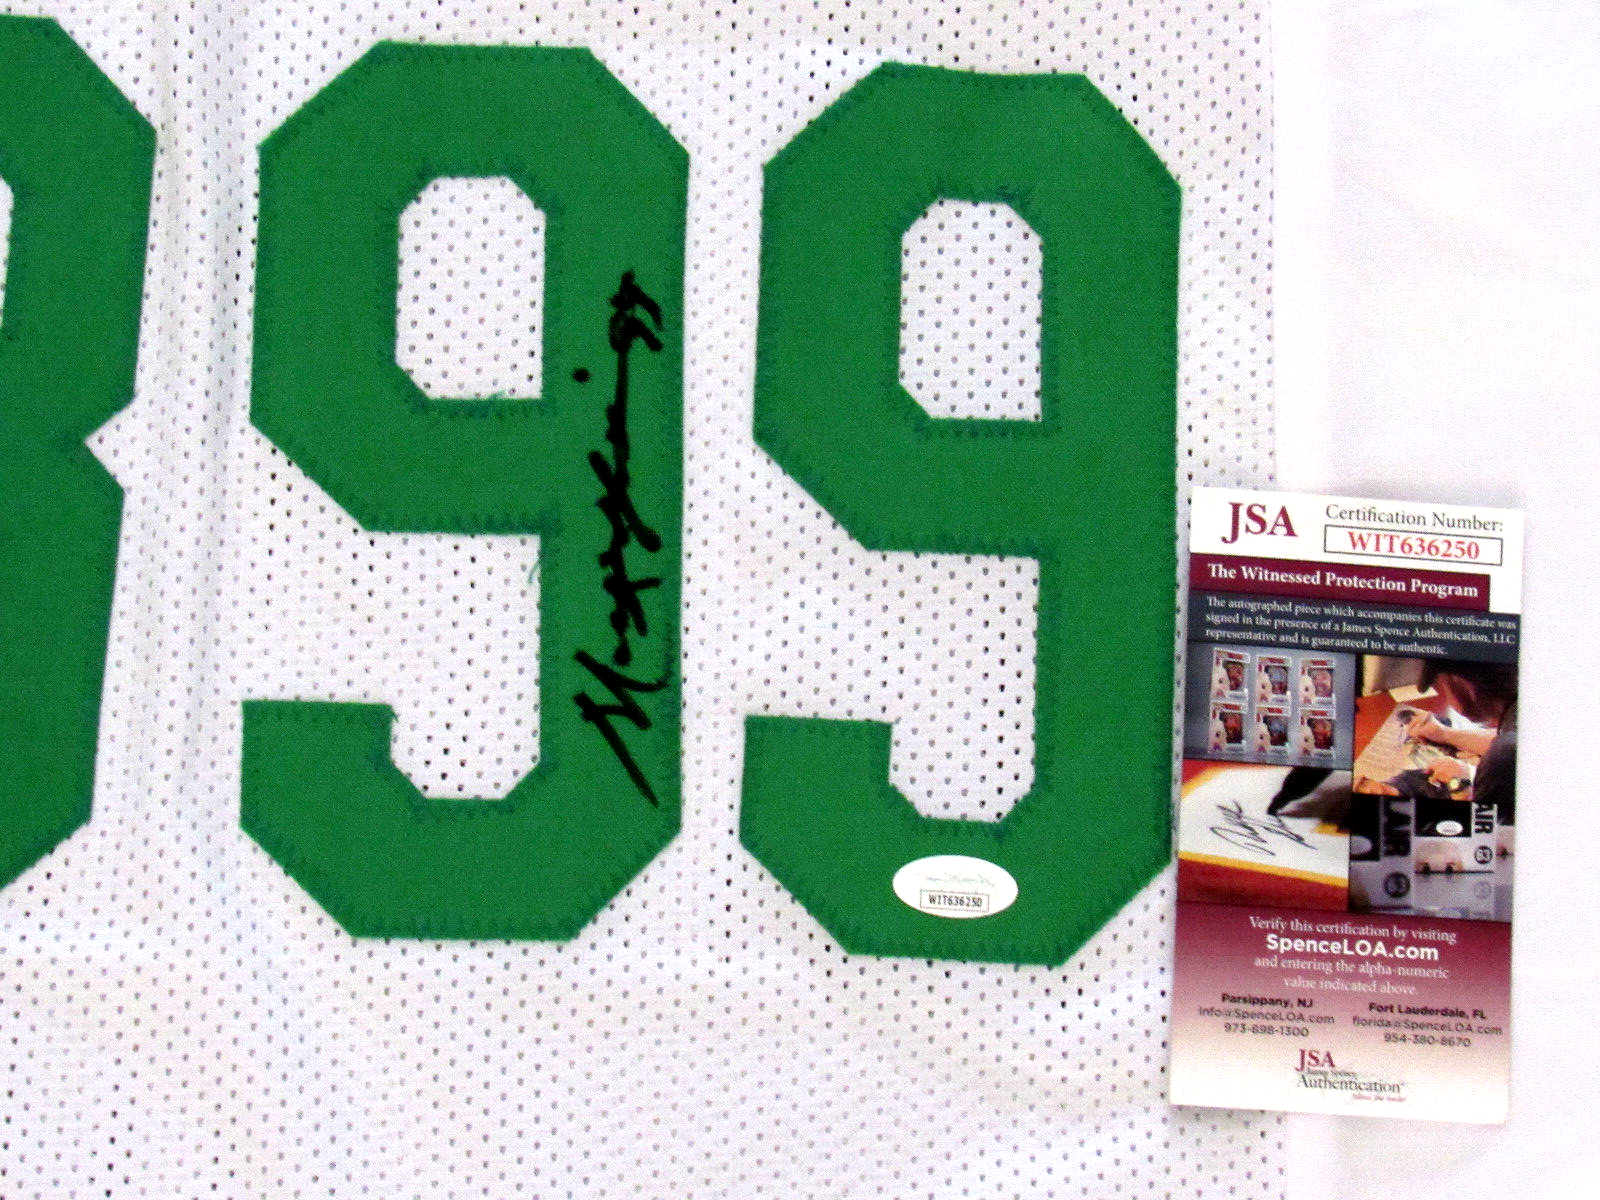 899
WIT636250
JSA
Certification Number:
WIT636250
The Witnessed Protection Program
The autographed piece which accompanies this certificate was
signed in the presence of a James Spence Authentication, LLC
representative and is guaranteed to be authentic.
Verify this certification by visiting
SpenceLOA.com
and entering the alpha-numeric
value indicated above.
Parsippany, NJ
info@SpenceLOA.com
973-898-1300
Fort Lauderdale, FL
florida@SpenceLOA.com
954-380-8670
JSA
James Spence
Authentication